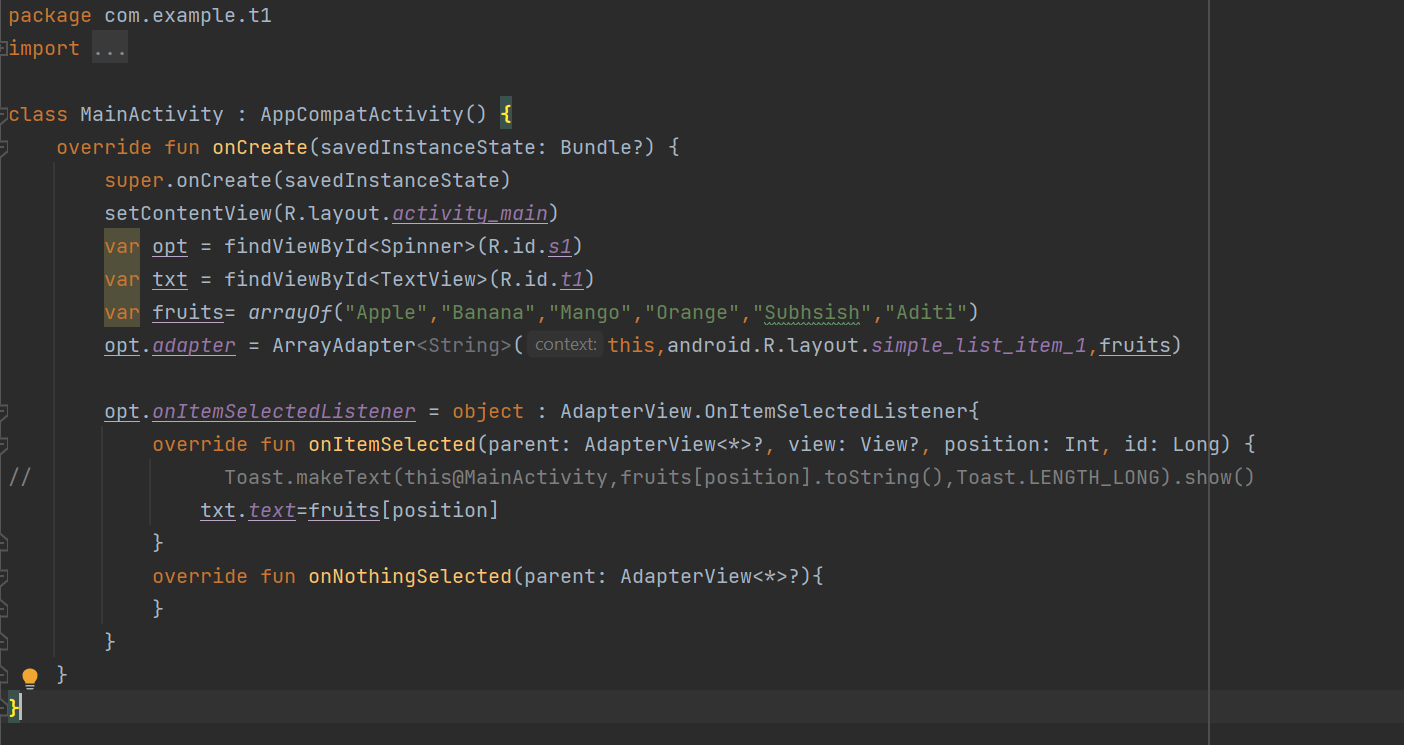 package com.example.t1
import ...
class MainActivity : AppCompatActivity() {
override fun onCreate(savedInstanceState: Bundle?) {
super.onCreate(savedInstanceState)
setContentView(R.layout.activity_main)
var opt = findViewById<Spinner>(R.id.s1)
var txt = findViewById<TextView>(R.id.t1)
var fruits= arrayOf("Apple","Banana","Mango","Orange","Subhsish","Aditi")
opt.adapter = ArrayAdapter<String>( context: this,android.R.layout.simple_list_item_1,fruits)
opt.onItemSelectedListener = object : AdapterView.OnItemSelectedListener{
override fun onItemSelected(parent: AdapterView<*>?, view: View?, position: Int, id: Long) {
// Toast.makeText(this@MainActivity,fruits[position].toString(),Toast.LENGTH_LONG).show()
txt.text=fruits[position]
}
override fun onNothingSelected(parent: AdapterView<*>?){
}
}
}
}